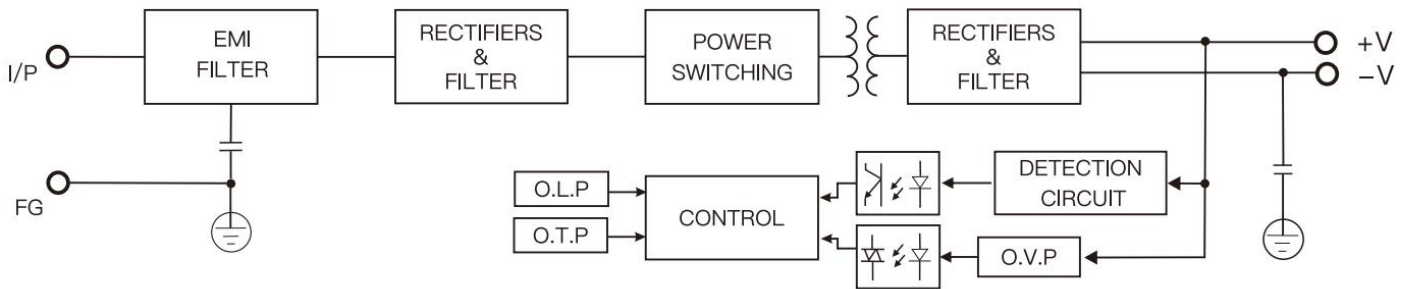 I/P
EMI
FILTER
RECTIFIERS
&
FILTER
POWER
SWITCHING
RECTIFIERS
&
FILTER
+V
−V
FG
O.L.P
O.T.P
CONTROL
DETECTION
CIRCUIT
O.V.P